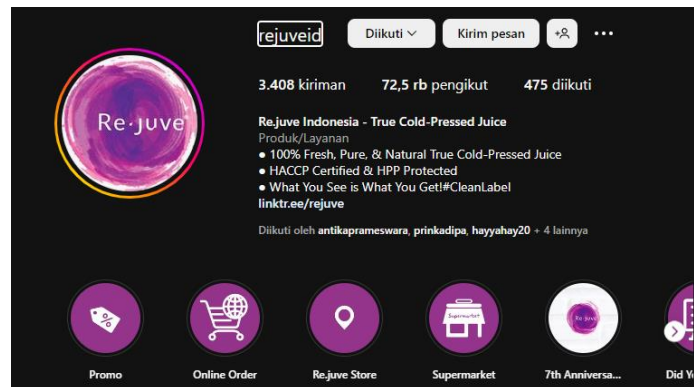 rejuveid
Diikuti
Kirim pesan
3.408 kiriman
72,5 rb pengikut
475 diikuti
Re·juve
Re.juve Indonesia - True Cold-Pressed Juice
Produk/Layanan
● 100% Fresh, Pure, & Natural True Cold-Pressed Juice
● HACCP Certified & HPP Protected
● What You See is What You Get!#CleanLabel
linktr.ee/rejuve
Diikuti oleh antikaprameswara, prinkadipa, hayyahay20 + 4 lainnya
%
Supermarket
Re·juve
Promo
Online Order
Re.juve Store
Supermarket
7th Anniversa...
Did Y